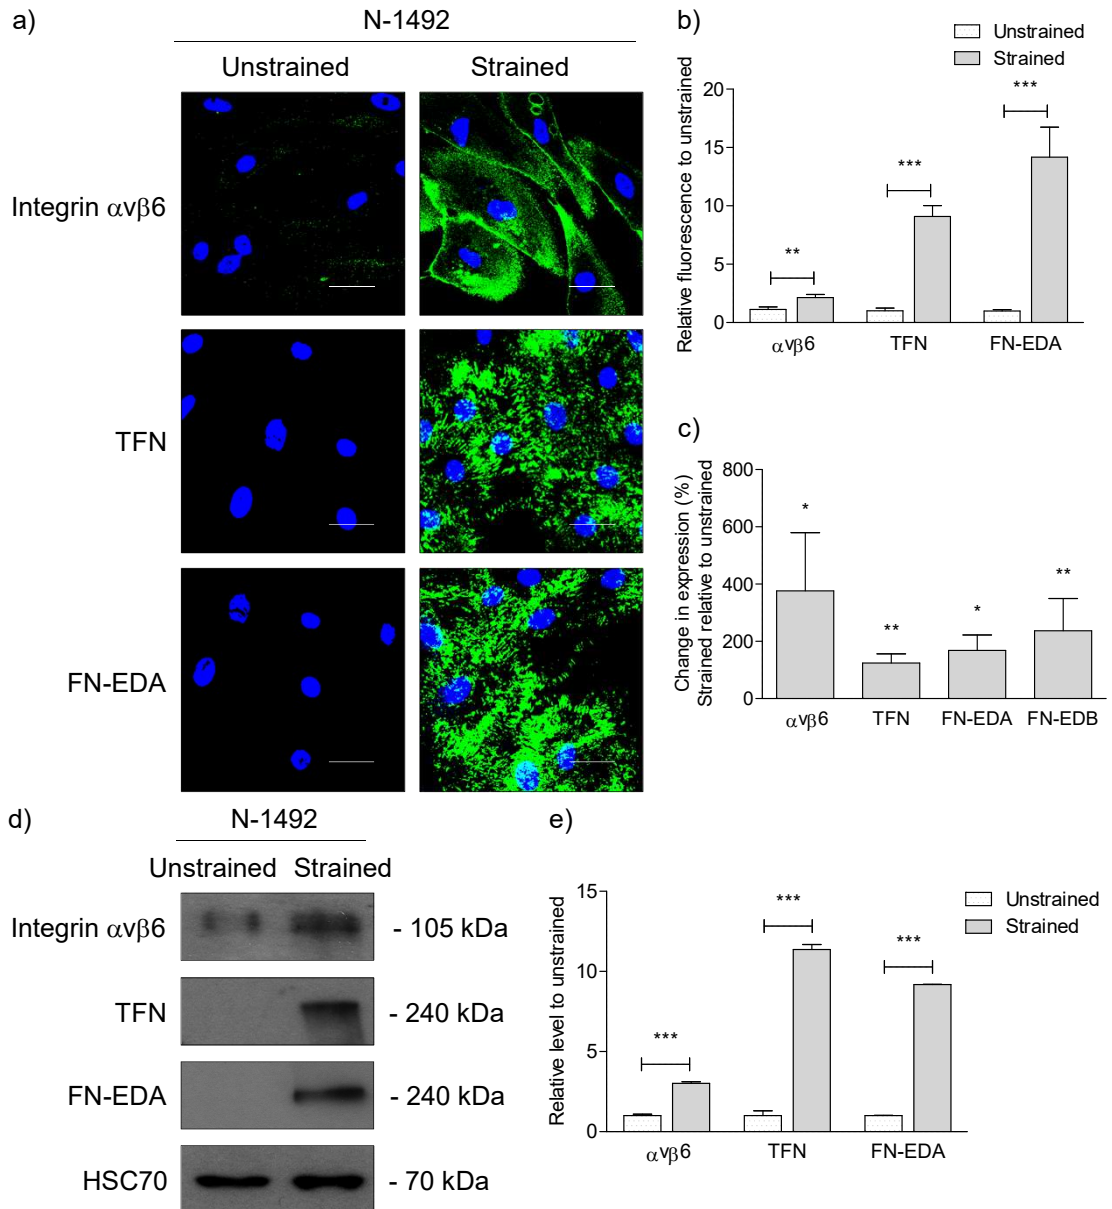 a)
N-1492
Unstrained Strained
Integrin αvβ6
TFN
FN-EDA
b)
Unstrained
Strained
Relative fluorescence to unstrained
20
15
10
5
0
**
***
***
αvβ6 TFN FN-EDA
c)
Change in expression (%)
Strained relative to unstrained
800
600
400
200
0
*
**
*
**
αvβ6 TFN FN-EDA FN-EDB
d)
N-1492
Unstrained Strained
Integrin αvβ6 - 105 kDa
TFN - 240 kDa
FN-EDA - 240 kDa
HSC70 - 70 kDa
e)
Unstrained
Strained
Relative level to unstrained
15
10
5
0
***
***
***
αvβ6 TFN FN-EDA